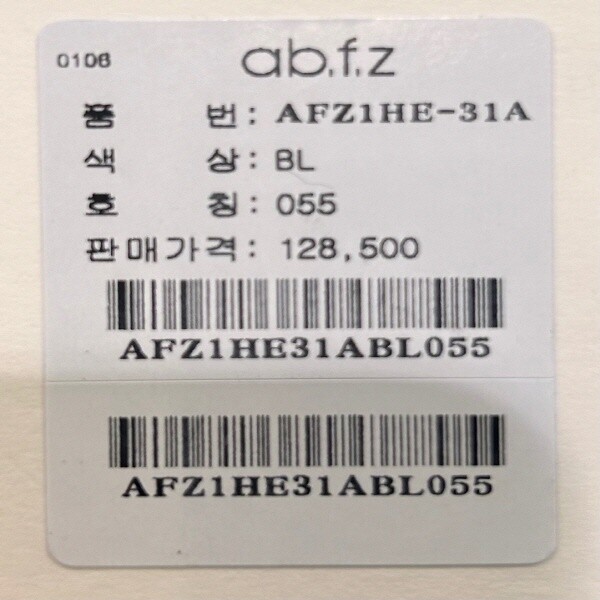 0106
ab.f.z
품 번: AFZ1HE-31A
색 상: BL
호 칭: 055
판매가격: 128,500
AFZ1HE31ABL055
AFZ1HE31ABL055